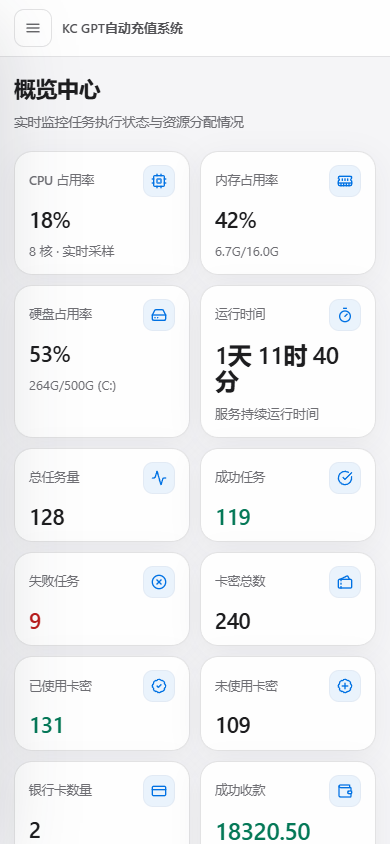 KC GPT自动充值系统
概览中心
实时监控任务执行状态与资源分配情况
CPU 占用率
18%
8 核 · 实时采样
内存占用率
42%
6.7G/16.0G
硬盘占用率
53%
264G/500G (C:)
运行时间
1天 11时 40
分
服务持续运行时间
总任务量
128
成功任务
119
失败任务
9
卡密总数
240
已使用卡密
131
未使用卡密
109
银行卡数量
2
成功收款
18320.50